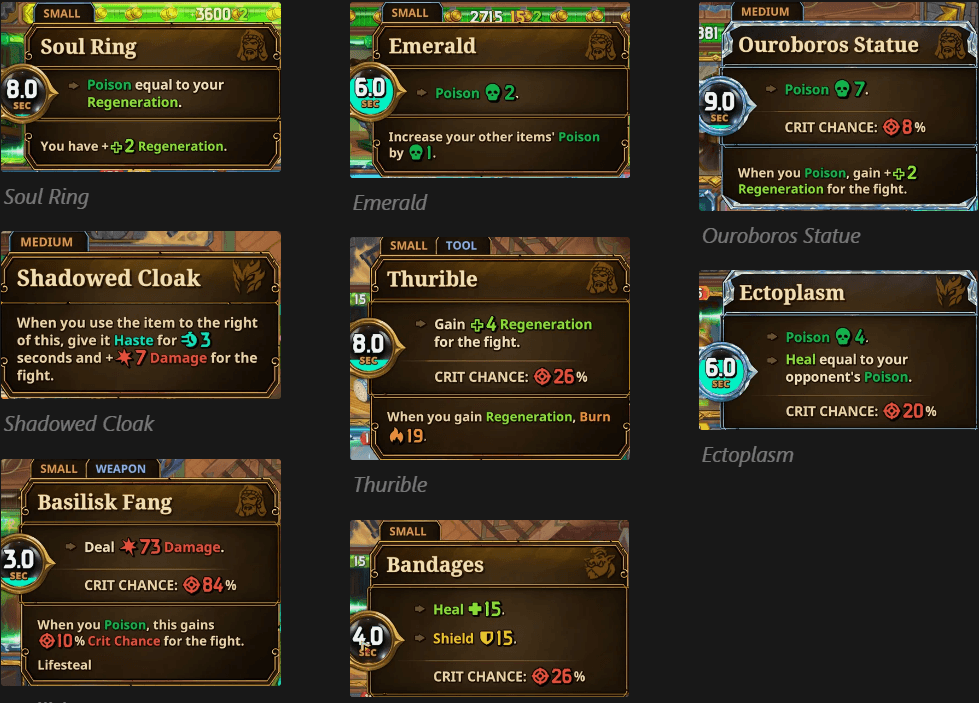 SMALL
3600 2
Soul Ring
8.0
SEC
Poison equal to your
Regeneration.
You have +2 Regeneration.
Soul Ring
MEDIUM
Shadowed Cloak
When you use the item to the right
of this, give it Haste for 3
seconds and + 7 Damage for the
fight.
Shadowed Cloak
SMALL WEAPON
Basilisk Fang
3.0
SEC
Deal 73 Damage.
CRIT CHANCE: 84%
When you Poison, this gains
10% Crit Chance for the fight.
Lifesteal
SMALL
2715 15 2
Emerald
6.0
SEC
Poison 2.
Increase your other items' Poison
by 1.
Emerald
SMALL TOOL
Thurible
15
8.0
SEC
Gain +4 Regeneration
for the fight.
CRIT CHANCE: 26%
When you gain Regeneration, Burn
19.
Thurible
SMALL
15
Bandages
4.0
SEC
Heal 15.
Shield 15.
CRIT CHANCE: 26%
MEDIUM
381
Ouroboros Statue
9.0
SEC
Poison 7.
CRIT CHANCE: 8%
When you Poison, gain +2
Regeneration for the fight.
Ouroboros Statue
Ectoplasm
6.0
SEC
Poison 4.
Heal equal to your
opponent's Poison.
CRIT CHANCE: 20%
Ectoplasm